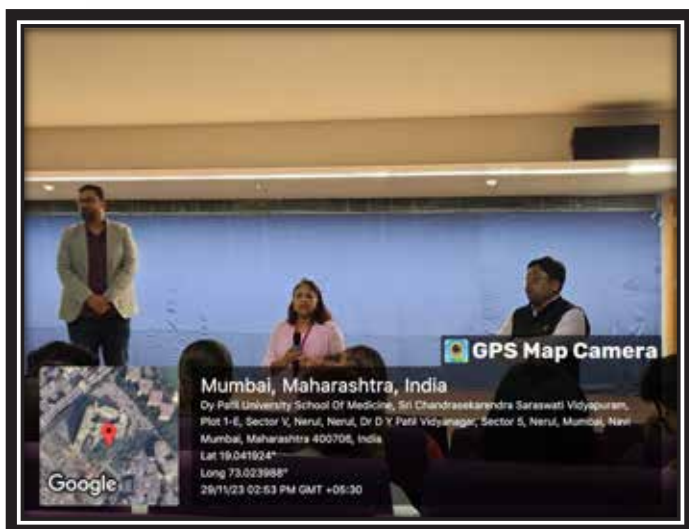 GPS Map Camera
Mumbai, Maharashtra, India
Dy Patil University School Of Medicine, Sri Chandrasekarendra Saraswati Vidyapuram,
Plot 1-6, Sector V, Nerul, Nerul, Dr D Y Patil Vidyanagar, Sector 5, Nerul, Mumbai, Navi
Mumbai, Maharashtra 400706, India
Lat 19.041924°
Long 73.023988°
29/11/23 02:53 PM GMT +05:30
Google